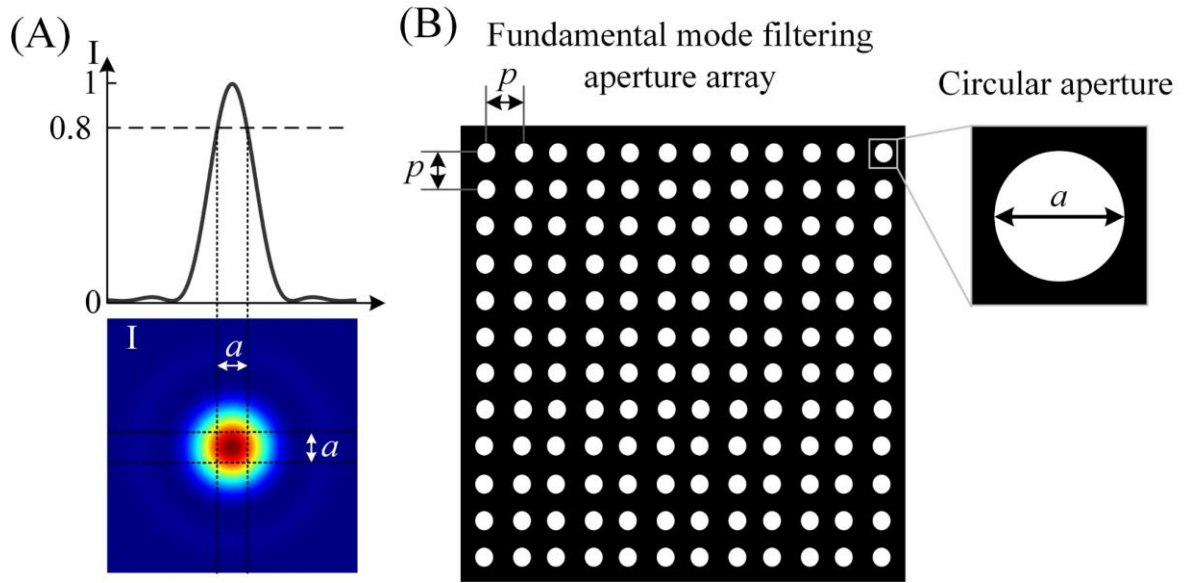 (A)
I
1
0.8
0
I
a
a
(B)
Fundamental mode filtering
aperture array
p
p
Circular aperture
a